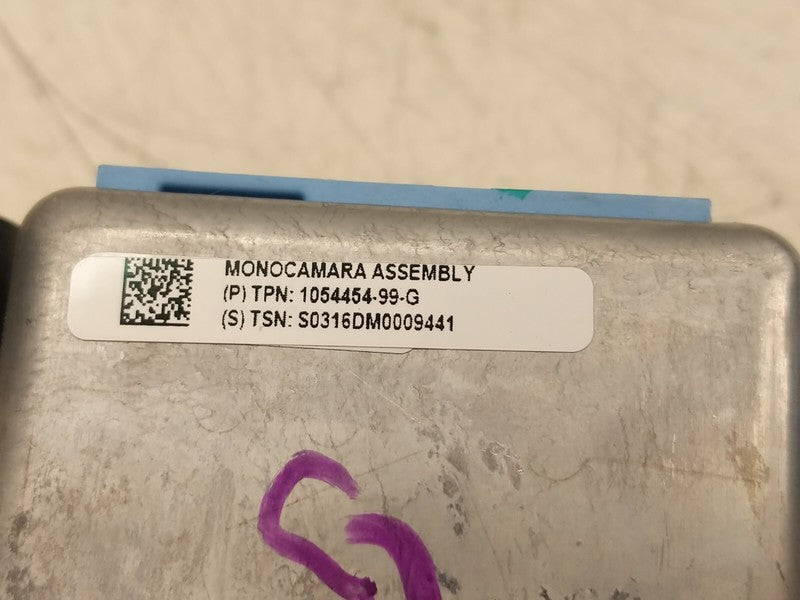 MONOCAMARA ASSEMBLY
(P) TPN: 1054454-99-G
(S) TSN: S0316DM0009441